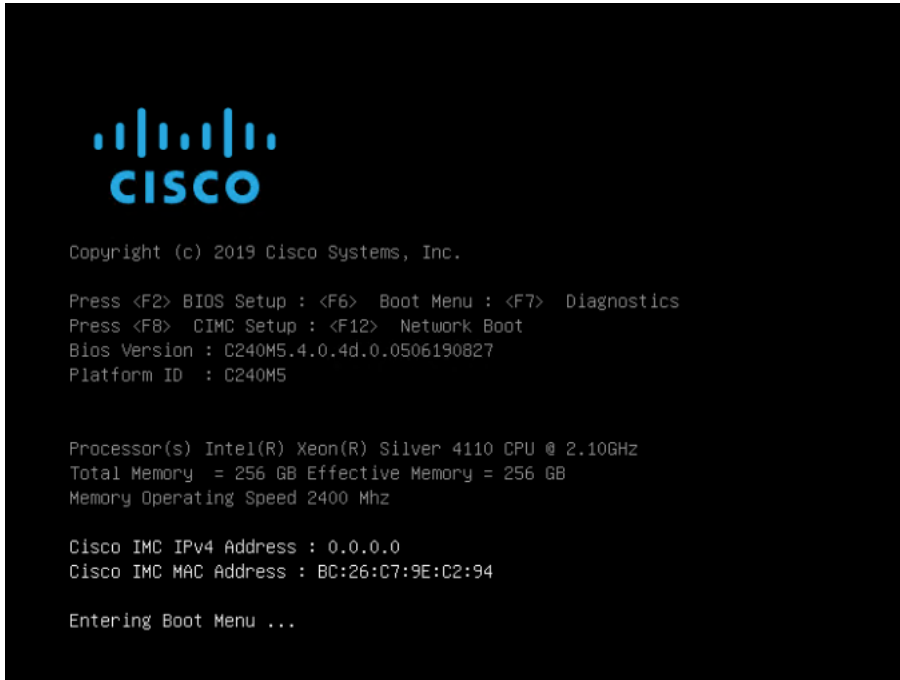 CISCO
Copyright (c) 2019 Cisco Systems, Inc.
Press <F2> BIOS Setup : <F6> Boot Menu : <F7> Diagnostics
Press <F8> CIMC Setup : <F12> Network Boot
Bios Version : C240M5.4.0.4d.0.0506190827
Platform ID : C240M5
Processor(s) Intel(R) Xeon(R) Silver 4110 CPU @ 2.10GHz
Total Memory = 256 GB Effective Memory = 256 GB
Memory Operating Speed 2400 Mhz
Cisco IMC IPv4 Address : 0.0.0.0
Cisco IMC MAC Address : BC:26:C7:9E:C2:94
Entering Boot Menu ...